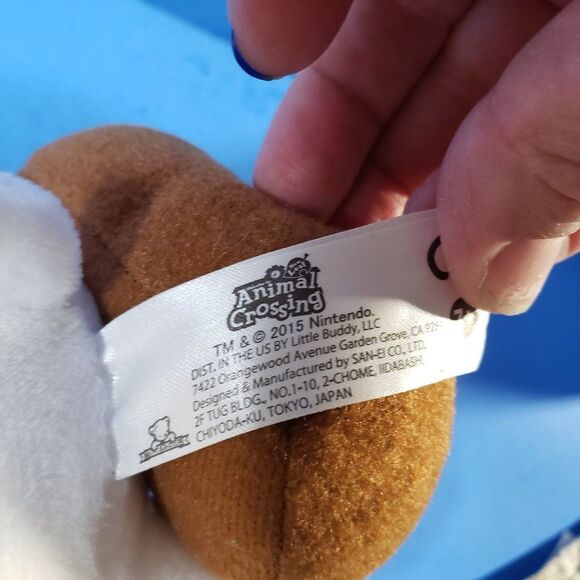 Animal
Crossing
TM & © 2015 Nintendo.
DIST. IN THE US BY Little Buddy, LLC
7422 Orangewood Avenue Garden Grove, CA
Designed & Manufactured by SAN-EI CO., LTD.
2F TUG BLDG., NO.1-10, 2-CHOME, IIDABASHI
CHIYODA-KU, TOKYO, JAPAN